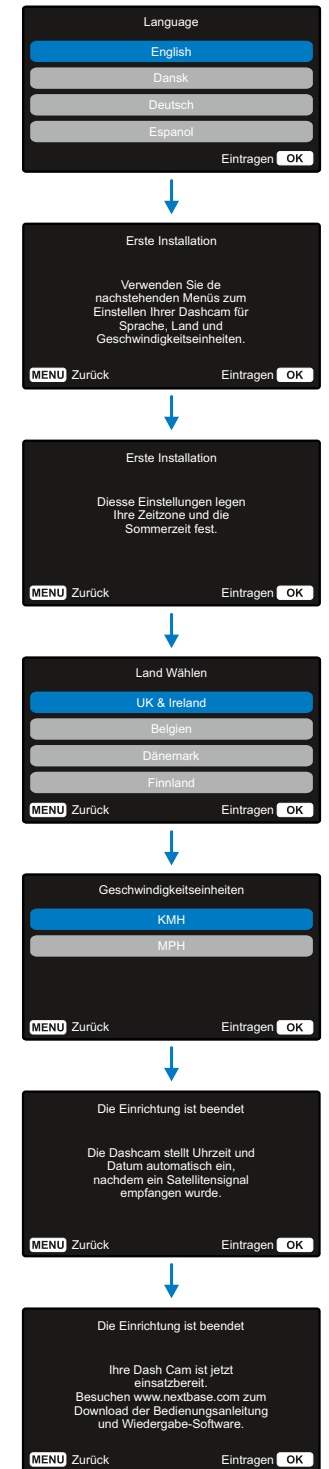 Language
English
Dansk
Deutsch
Espanol
Eintragen OK
Erste Installation
Verwenden Sie de
nachstehenden Menüs zum
Einstellen Ihrer Dashcam für
Sprache, Land und
Geschwindigkeitseinheiten.
MENU Zurück Eintragen OK
Erste Installation
Diesse Einstellungen legen
Ihre Zeitzone und die
Sommerzeit fest.
MENU Zurück Eintragen OK
Land Wählen
UK & Ireland
Belgien
Dänemark
Finnland
MENU Zurück Eintragen OK
Geschwindigkeitseinheiten
KMH
MPH
MENU Zurück Eintragen OK
Die Einrichtung ist beendet
Die Dashcam stellt Uhrzeit und
Datum automatisch ein,
nachdem ein Satellitensignal
empfangen wurde.
MENU Zurück Eintragen OK
Die Einrichtung ist beendet
Ihre Dash Cam ist jetzt
einsatzbereit.
Besuchen www.nextbase.com zum
Download der Bedienungsanleitung
und Wiedergabe-Software.
MENU Zurück Eintragen OK